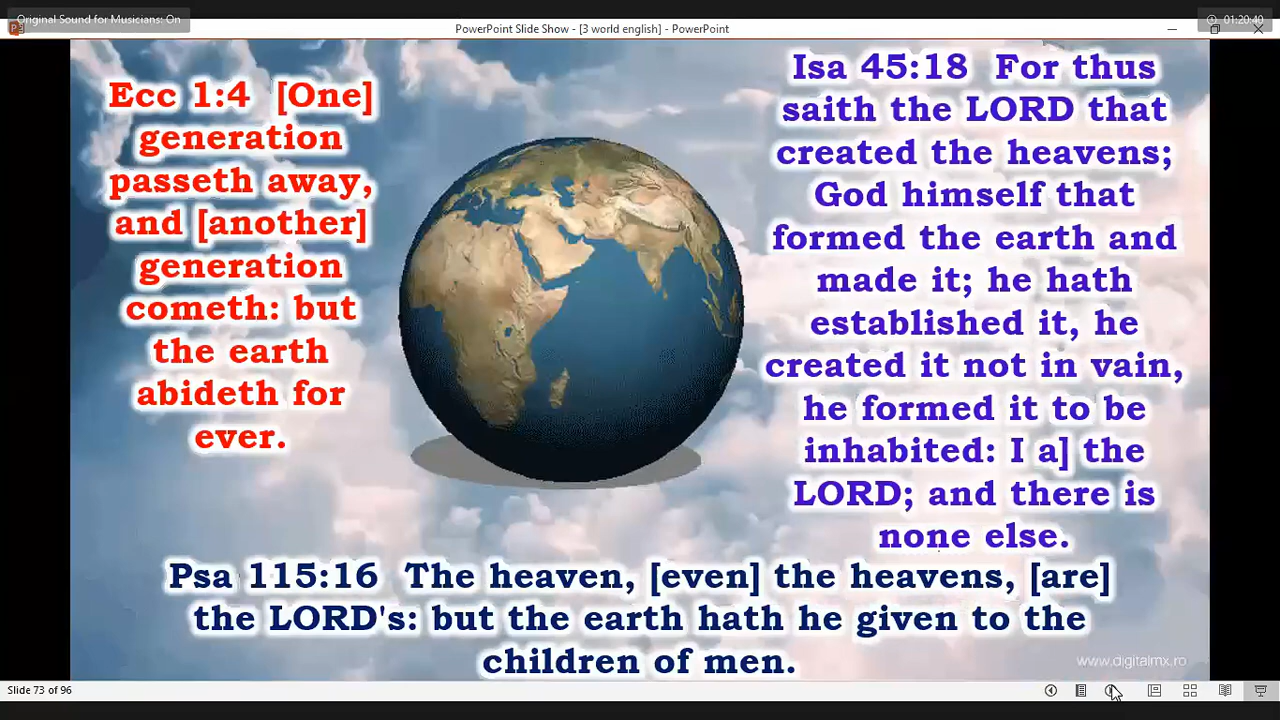 Original Sound for Musicians: On
01:20:40
PowerPoint Slide Show - [3 world english] - PowerPoint
Ecc 1:4 [One]
generation
passeth away,
and [another]
generation
cometh: but
the earth
abideth for
ever.
Isa 45:18 For thus
saith the LORD that
created the heavens;
God himself that
formed the earth and
made it; he hath
established it, he
created it not in vain,
he formed it to be
inhabited: I a] the
LORD; and there is
none else.
Psa 115:16 The heaven, [even] the heavens, [are]
the LORD's: but the earth hath he given to the
children of men.
www.digitalmx.ro
Slide 73 of 96